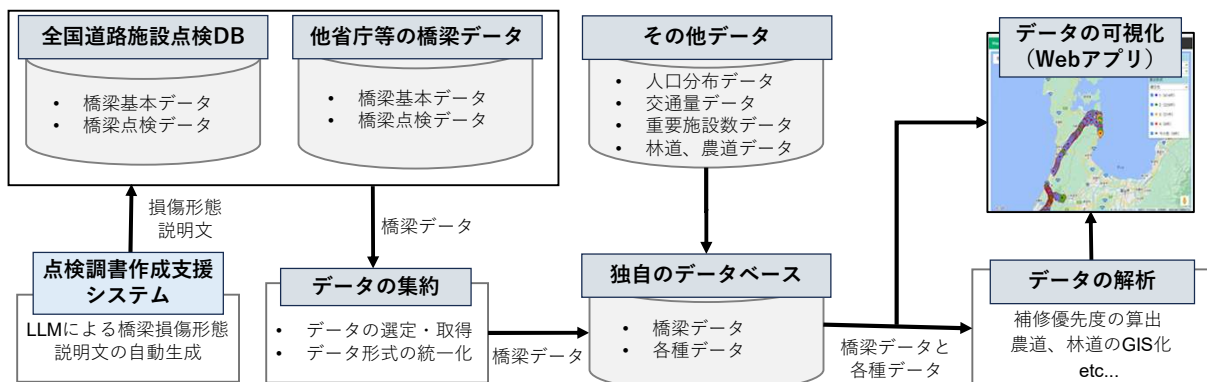 全国道路施設点検DB
• 橋梁基本データ
• 橋梁点検データ
他省庁等の橋梁データ
• 橋梁基本データ
• 橋梁点検データ
その他データ
• 人口分布データ
• 交通量データ
• 重要施設数データ
• 林道、農道データ
データの可視化
（Webアプリ）
損傷形態
説明文
橋梁データ
点検調書作成支援
システム
LLMによる橋梁損傷形態
説明文の自動生成
データの集約
• データの選定・取得
• データ形式の統一化
橋梁データ
独自のデータベース
• 橋梁データ
• 各種データ
橋梁データと
各種データ
データの解析
補修優先度の算出
農道、林道のGIS化
etc...